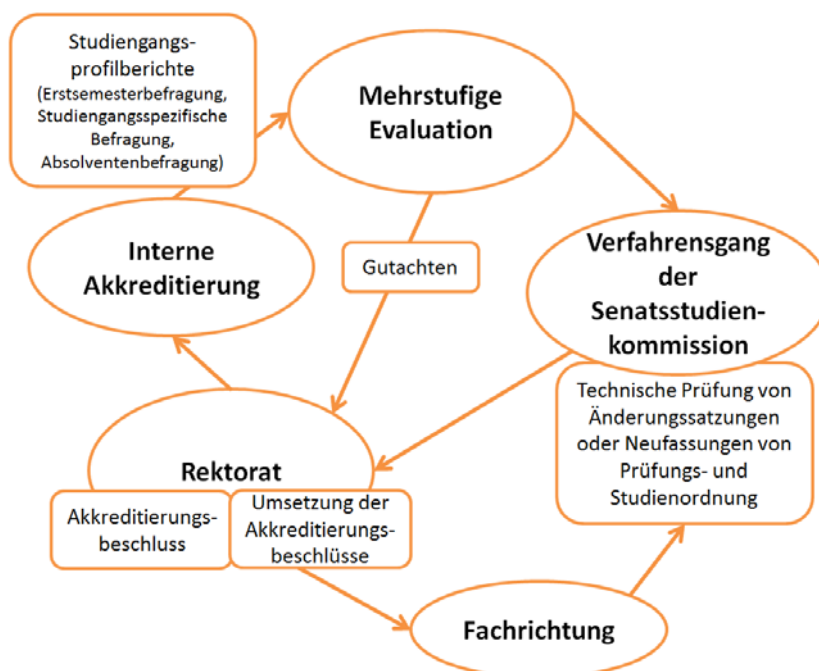 Studiengangs-
profilberichte
(Erstsemesterbefragung,
Studiengangsspezifische
Befragung,
Absolventenbefragung)
Mehrstufige
Evaluation
Interne
Akkreditierung
Gutachten
Verfahrensgang
der
Senatsstudien-
kommission
Technische Prüfung von
Änderungssatzungen
oder Neufassungen von
Prüfungs- und
Studienordnung
Rektorat
Akkreditierungs-
beschluss
Umsetzung der
Akkreditierungs-
beschlüsse
Fachrichtung